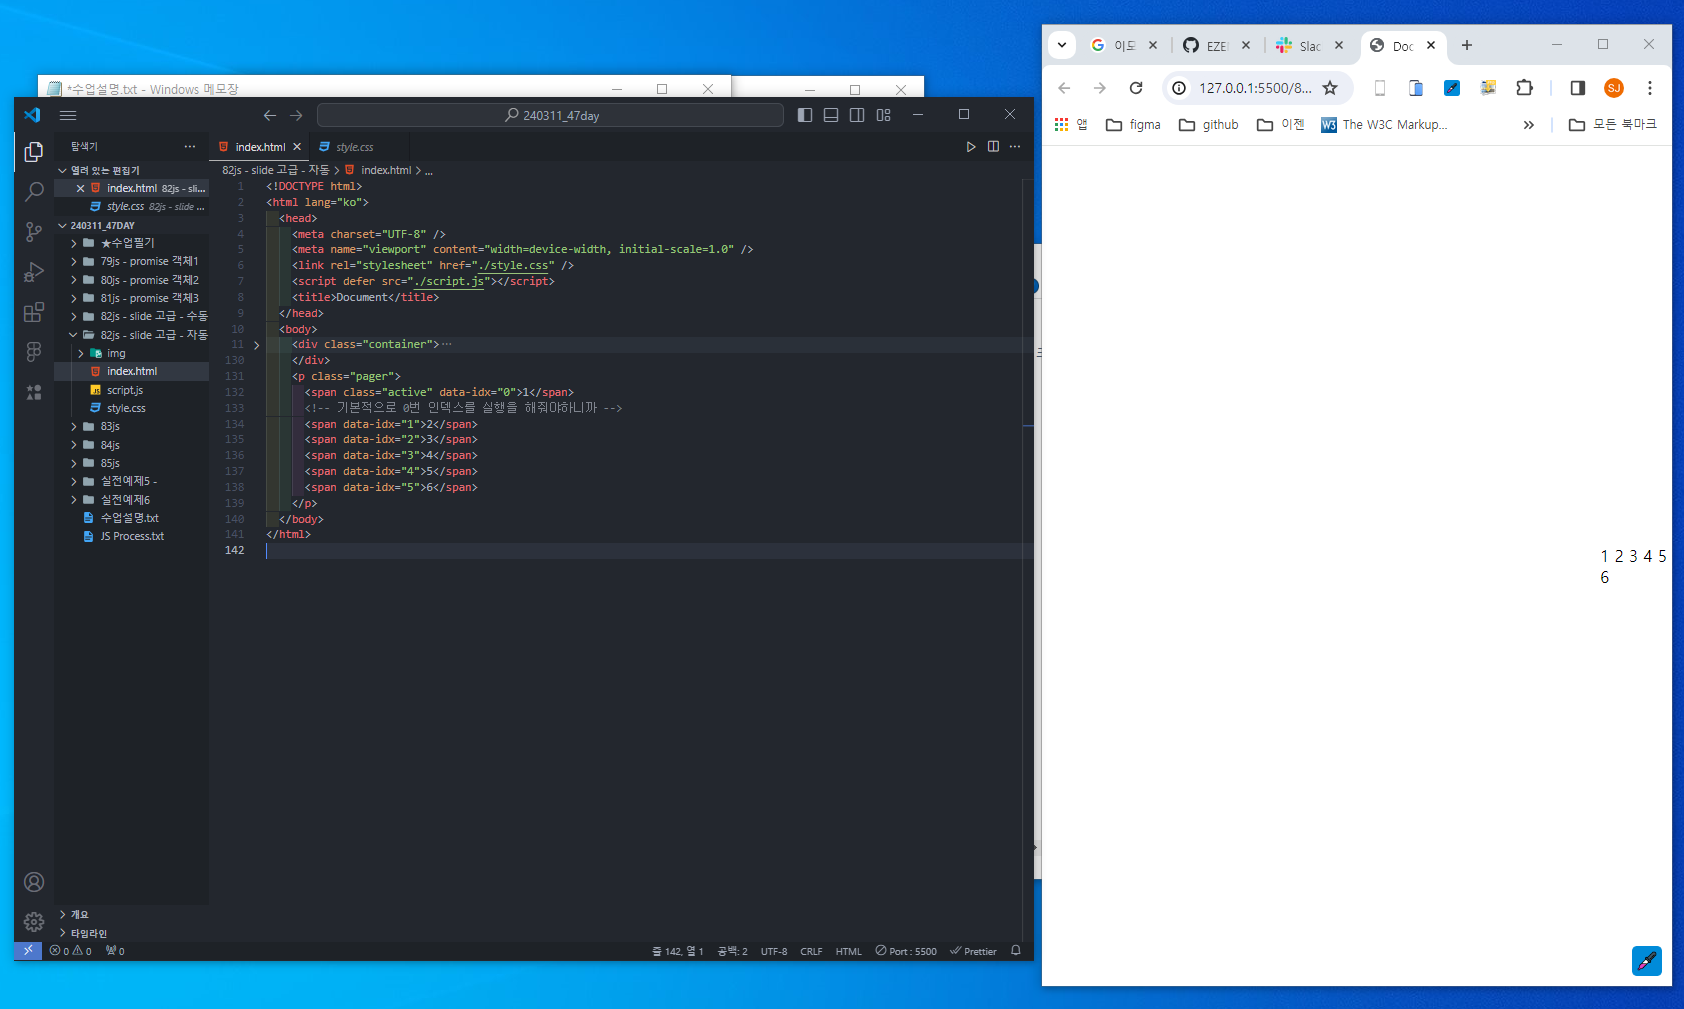 *수업설명.txt - Windows 메모장
240311_47day
탐색기
index.html
style.css
열려 있는 편집기
index.html 82js - sli...
style.css 82js - slide ...
240311_47DAY
★수업필기
79js - promise 객체1
80js - promise 객체2
81js - promise 객체3
82js - slide 고급 - 수동
82js - slide 고급 - 자동
img
index.html
script.js
style.css
83js
84js
85js
실전예제5 -
실전예제6
수업설명.txt
JS Process.txt
개요
타임라인
82js - slide 고급 - 자동 > index.html > ...
1 <!DOCTYPE html>
2 <html lang="ko">
3 <head>
4 <meta charset="UTF-8" />
5 <meta name="viewport" content="width=device-width, initial-scale=1.0" />
6 <link rel="stylesheet" href="./style.css" />
7 <script defer src="./script.js"></script>
8 <title>Document</title>
9 </head>
10 <body>
11 <div class="container">⋯
130 </div>
131 <p class="pager">
132 <span class="active" data-idx="0">1</span>
133 <!-- 기본적으로 0번 인덱스를 실행을 해줘야하니까 -->
134 <span data-idx="1">2</span>
135 <span data-idx="2">3</span>
136 <span data-idx="3">4</span>
137 <span data-idx="4">5</span>
138 <span data-idx="5">6</span>
139 </p>
140 </body>
141 </html>
142
0 0 0
줄 142, 열 1 공백: 2 UTF-8 CRLF HTML Port : 5500 Prettier
EZE
Slac
Doc
127.0.0.1:5500/8...
SJ
앱 figma github 이젠 W3 The W3C Markup... » 모든 북마크
1 2 3 4 5
6